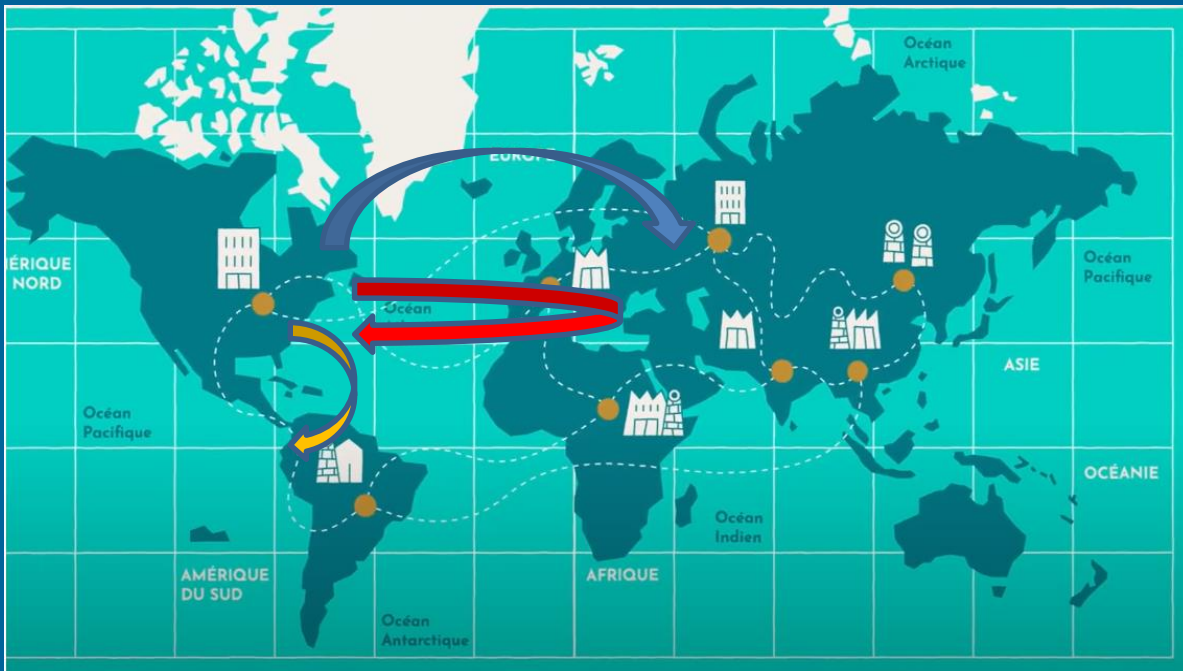 Océan
Arctique
EUROPE
ÉRIQUE
NORD
Océan
Pacifique
Océan
ASIE
Océan
Pacifique
OCÉANIE
Océan
Indien
AMÉRIQUE
DU SUD
AFRIQUE
Océan
Antarctique